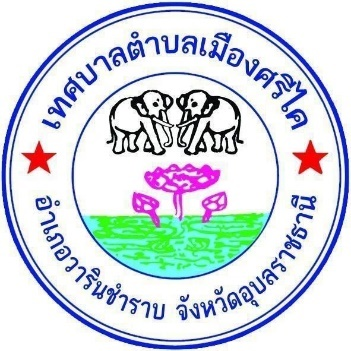 เทศบาลตำบลเมืองศรีไค
อำเภอวารินชำราบ จังหวัดอุบลราชธานี